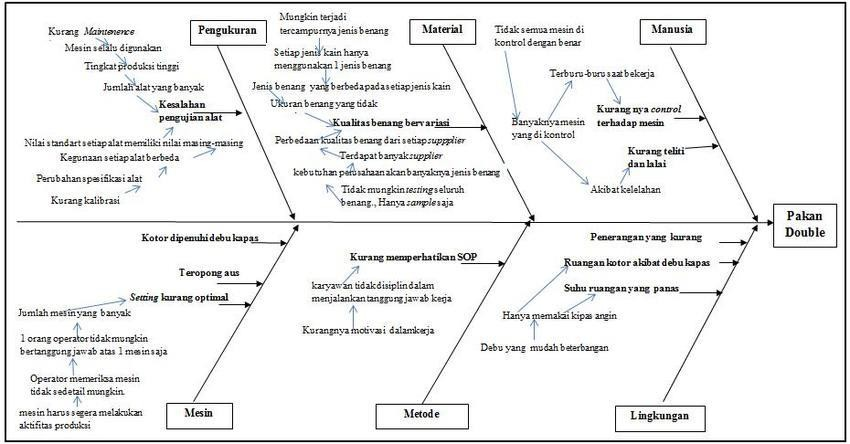 Pengukuran
Kurang Maintenence
Mesin selalu digunakan
Tingkat produksi tinggi
Jumlah alat yang banyak
Kesalahan
pengujian alat
Nilai standart setiap alat memiliki nilai masing-masing
Kegunaan setiap alat berbeda
Perubahan spesifikasi alat
Kurang kalibrasi
Material
Mungkin terjadi
tercampurnya jenis benang
Setiap jenis kain hanya
menggunakan 1 jenis benang
Jenis benang yang berbeda pada setiap jenis kain
Ukuran benang yang tidak
Kualitas benang bervariasi
Perbedaan kualitas benang dari setiap suppplier
Terdapat banyak supplier
kebutuhan perusahaan akan banyaknya jenis benang
Tidak mungkin testing seluruh
benang., Hanya sample saja
Manusia
Tidak semua mesin di
kontrol dengan benar
Terburu-buru saat bekerja
Kurang nya control
terhadap mesin
Banyaknya mesin
yang di kontrol
Kurang teliti
dan lalai
Akibat kelelahan
Pakan
Double
Kotor dipenuhi debu kapas
Teropong aus
Setting kurang optimal
Jumlah mesin yang banyak
1 orang operator tidak mungkin
bertanggung jawab atas 1 mesin saja
Operator memeriksa mesin
tidak sedetail mungkin.
mesin harus segera melakukan
aktifitas produksi
Mesin
Kurang memperhatikan SOP
karyawan tidak disiplin dalam
menjalankan tanggung jawab kerja
Kurangnya motivasi dalam kerja
Metode
Penerangan yang kurang
Ruangan kotor akibat debu kapas
Suhu ruangan yang panas
Hanya memakai kipas angin
Debu yang mudah beterbangan
Lingkungan